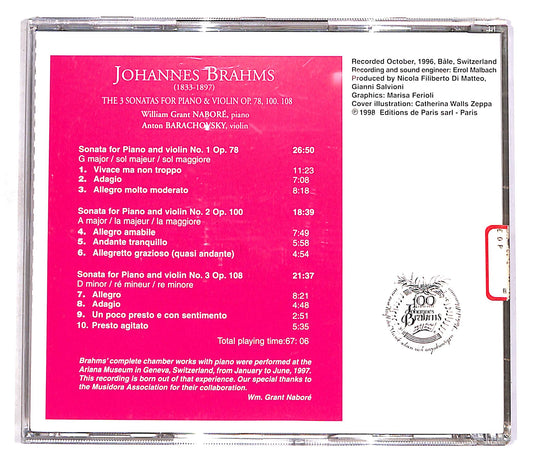 JOHANNES BRAHMS
(1833-1897)
THE 3 SONATAS FOR PIANO & VIOLIN OP. 78, 100. 108
William Grant NABORÉ, piano
Anton BARACHOVSKY, violin
Sonata for Piano and violin No. 1 Op. 78 26:50
G major / sol majeur / sol maggiore
1. Vivace ma non troppo 11:23
2. Adagio 7:08
3. Allegro molto moderato 8:18
Sonata for Piano and violin No. 2 Op. 100 18:39
A major / la majeur / la maggiore
4. Allegro amabile 7:49
5. Andante tranquillo 5:58
6. Allegretto grazioso (quasi andante) 4:54
Sonata for Piano and violin No. 3 Op. 108 21:37
D minor / ré mineur / re minore
7. Allegro 8:21
8. Adagio 4:48
9. Un poco presto e con sentimento 2:51
10. Presto agitato 5:35
Total playing time:67: 06
Brahms' complete chamber works with piano were performed at the
Ariana Museum in Geneva, Switzerland, from January to June, 1997.
This recording is born out of that experience. Our special thanks to
the Musidora Association for their collaboration.
Wm. Grant Naboré
Recorded October, 1996, Bâle, Switzerland
Recording and sound engineer: Errol Malbach
Produced by Nicola Filiberto Di Matteo,
Gianni Salvioni
Graphics: Marisa Ferioli
Cover illustration: Catherina Walls Zeppa
℗1998 Editions de Paris sarl - Paris
100
Johannes
Brahms